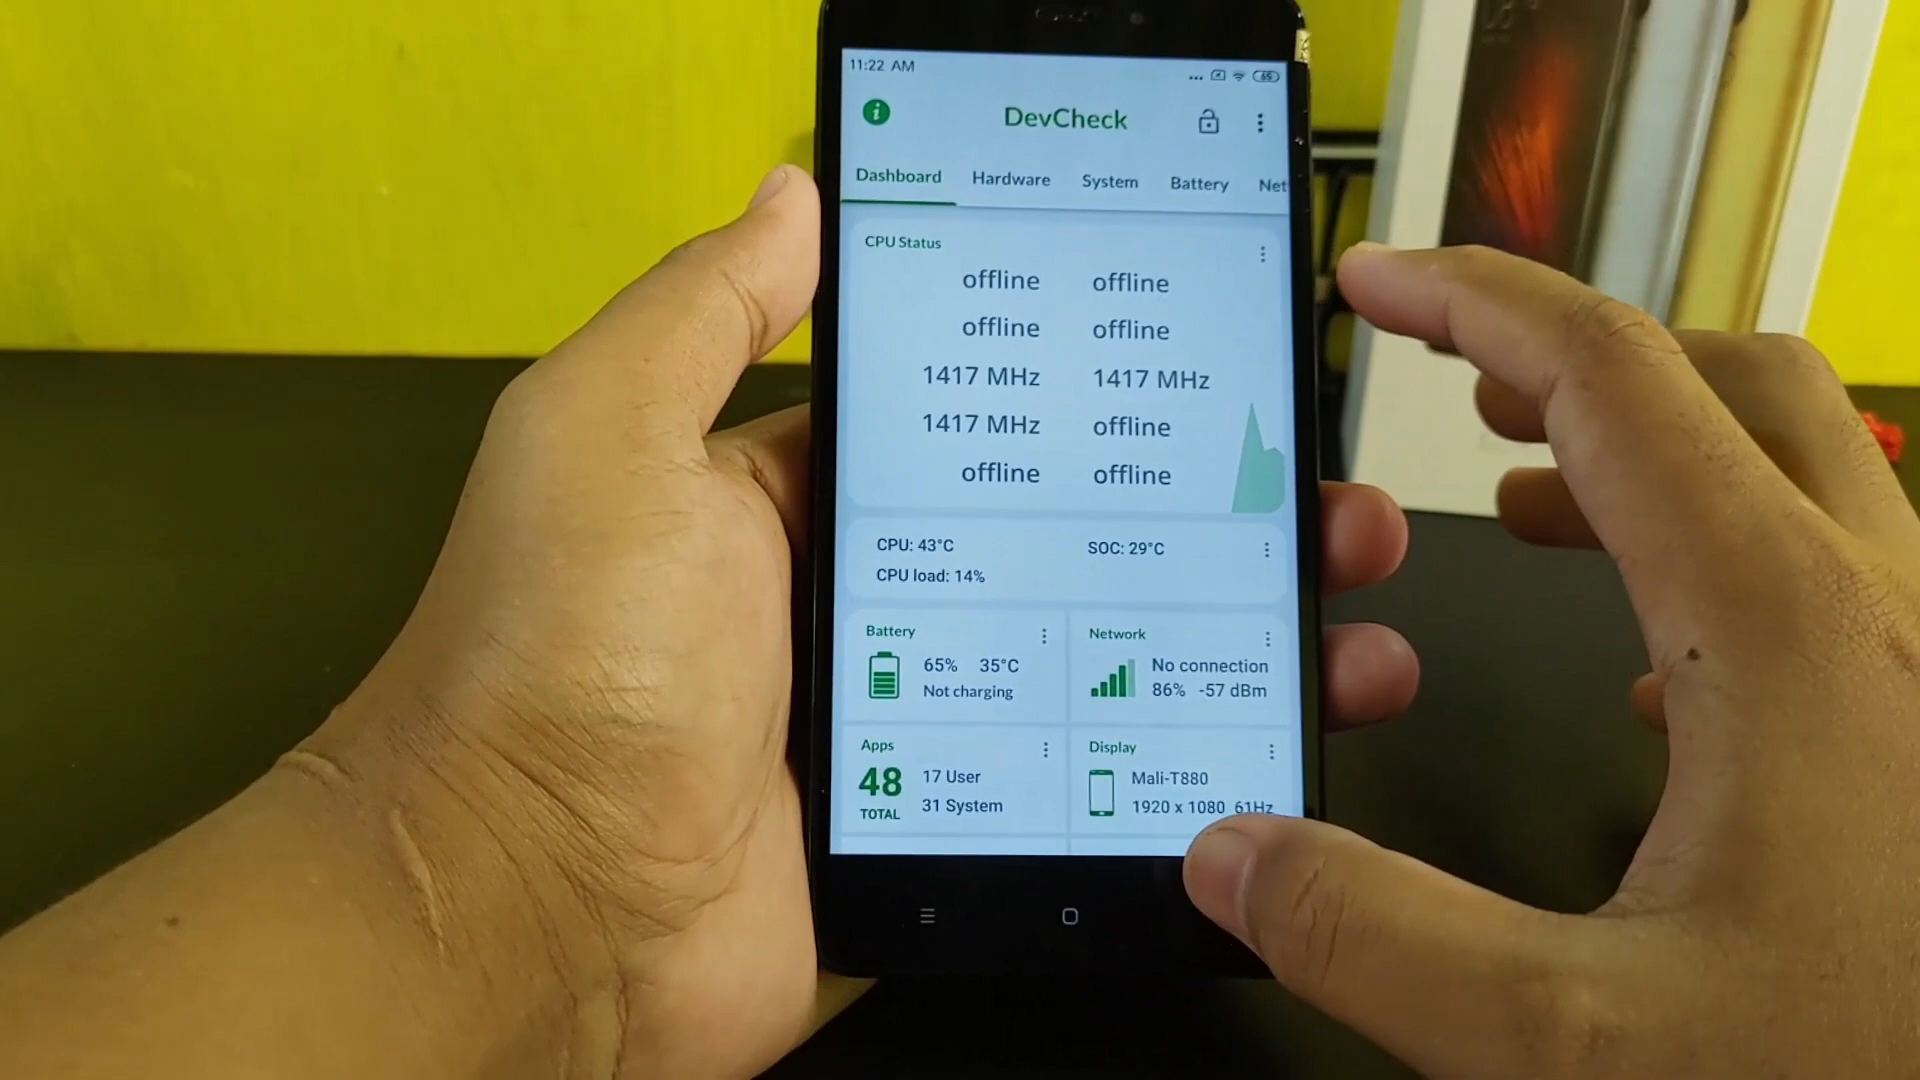 11:22 AM
65
DevCheck
Dashboard Hardware System Battery Net
CPU Status
offline offline
offline offline
1417 MHz 1417 MHz
1417 MHz offline
offline offline
CPU: 43°C SOC: 29°C
CPU load: 14%
Battery
65% 35°C
Not charging
Network
No connection
86% -57 dBm
Apps
48
TOTAL
17 User
31 System
Display
Mali-T880
1920 x 1080 61Hz